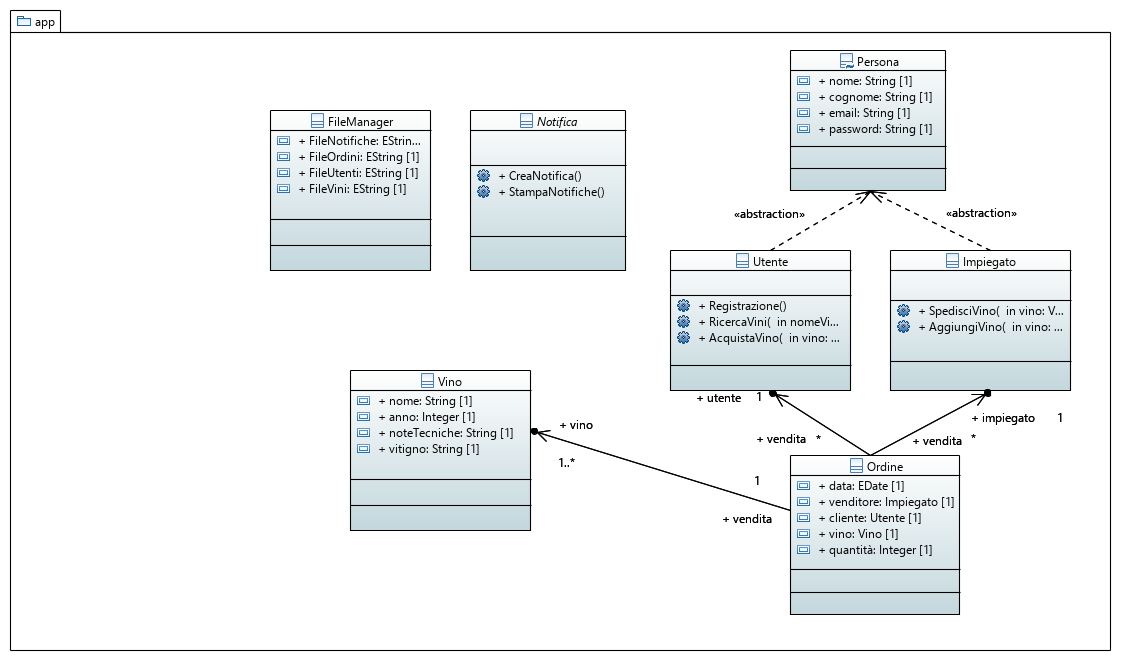 app
FileManager
+ FileNotifiche: EStrin...
+ FileOrdini: EString [1]
+ FileUtenti: EString [1]
+ FileVini: EString [1]
Notifica
+ CreaNotifica()
+ StampaNotifiche()
Persona
+ nome: String [1]
+ cognome: String [1]
+ email: String [1]
+ password: String [1]
«abstraction»
«abstraction»
Utente
+ Registrazione()
+ RicercaVini(  in nomeVi...
+ AcquistaVino(  in vino: ...
Impiegato
+ SpedisciVino(  in vino: V...
+ AggiungiVino(  in vino: ...
Vino
+ nome: String [1]
+ anno: Integer [1]
+ noteTecniche: String [1]
+ vitigno: String [1]
+ utente 1
+ vendita *
+ impiegato 1
+ vendita *
+ vino
1..*
1
+ vendita
Ordine
+ data: EDate [1]
+ venditore: Impiegato [1]
+ cliente: Utente [1]
+ vino: Vino [1]
+ quantità: Integer [1]